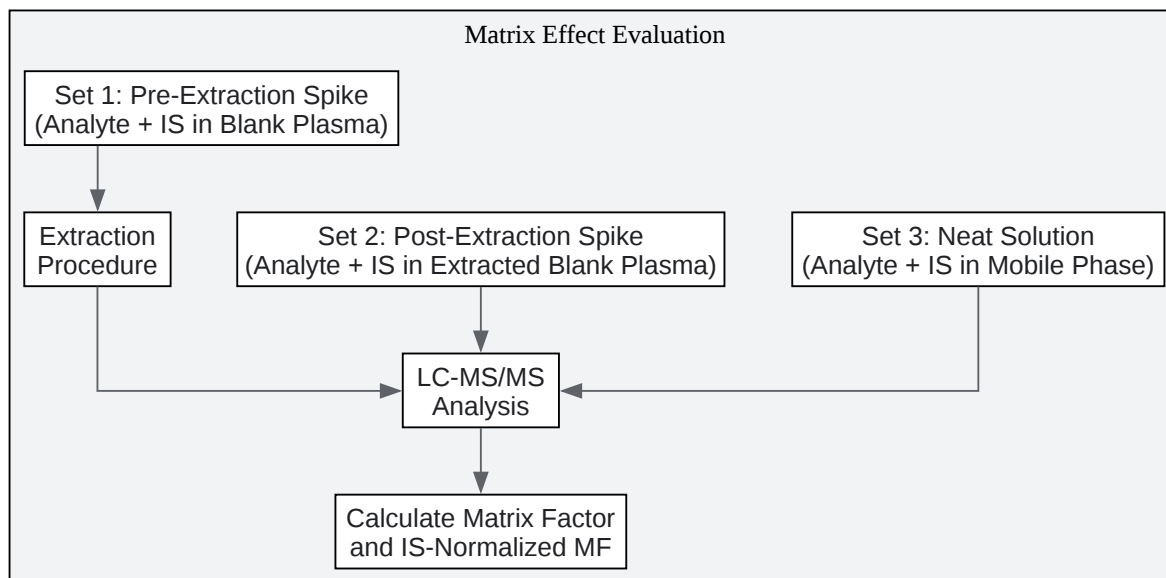 Matrix Effect Evaluation
Set 1: Pre-Extraction Spike
(Analyte + IS in Blank Plasma)
Extraction
Procedure
Set 2: Post-Extraction Spike
(Analyte + IS in Extracted Blank Plasma)
Set 3: Neat Solution
(Analyte + IS in Mobile Phase)
LC-MS/MS
Analysis
Calculate Matrix Factor
and IS-Normalized MF